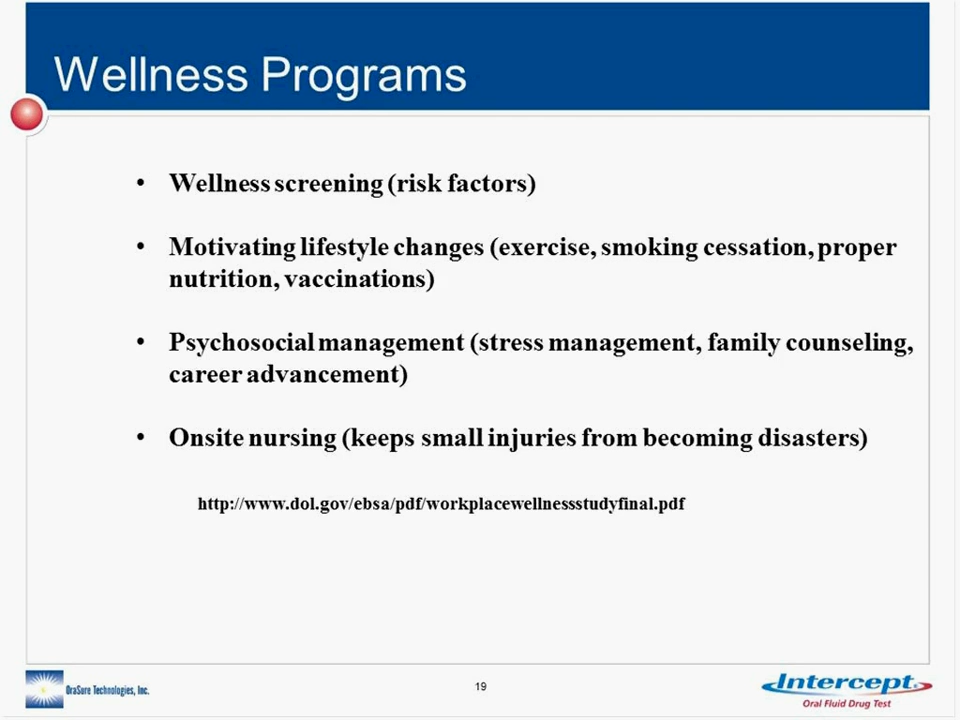 Wellness Programs
• Wellness screening (risk factors)
• Motivating lifestyle changes (exercise, smoking cessation, proper
nutrition, vaccinations)
• Psychosocial management (stress management, family counseling,
career advancement)
• Onsite nursing (keeps small injuries from becoming disasters)
http://www.dol.gov/ebsa/pdf/workplacewellnessstudyfinal.pdf
OraSure Technologies, Inc.
19
Intercept
Oral Fluid Drug Test